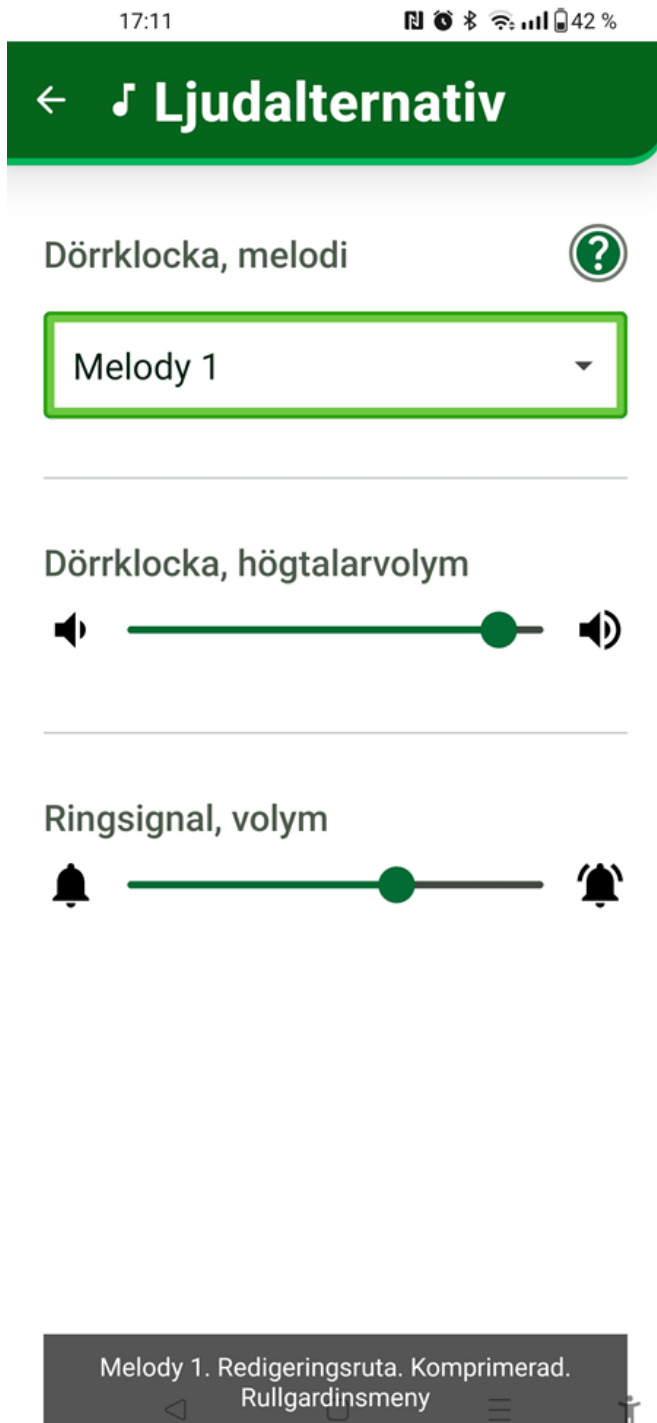 17:11 42 %
Ljudalternativ
Dörrklocka, melodi
?
Melody 1
Dörrklocka, högtalarvolym
Ringsignal, volym
Melody 1. Redigeringsruta. Komprimerad.
Rullgardinsmeny